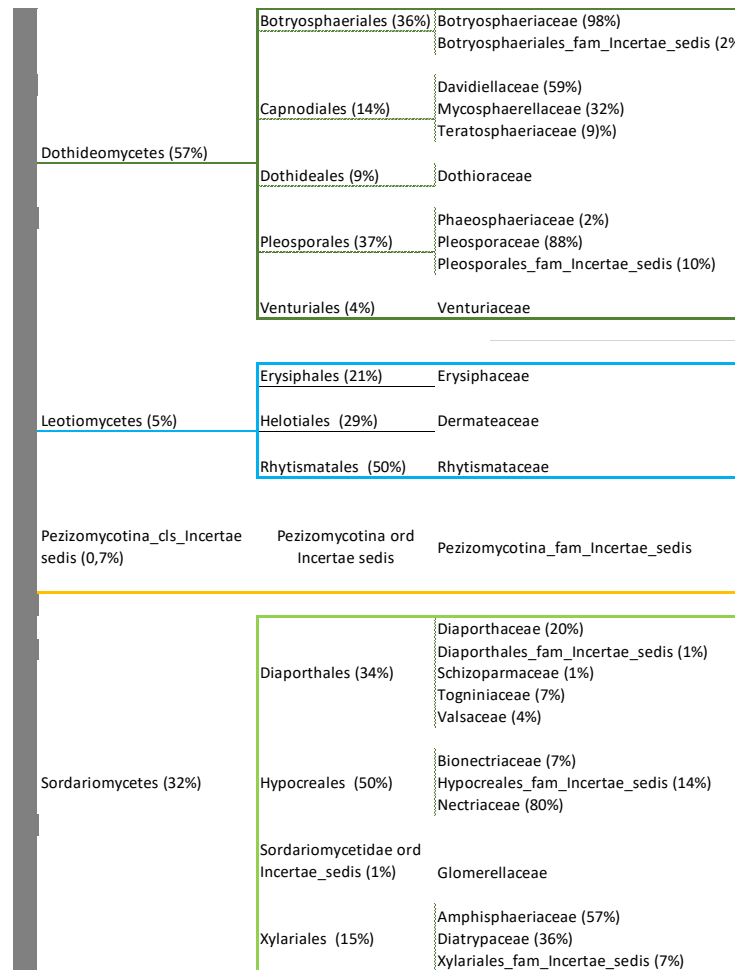 Botryosphaeriales (36%) Botryosphaeriaceae (98%)
Botryosphaeriales_fam_Incertae_sedis (2%
Davidiellaceae (59%)
Capnodiales (14%) Mycosphaerellaceae (32%)
Teratosphaeriaceae (9)%)
Dothideomycetes (57%)
Dothideales (9%) Dothioraceae
Phaeosphaeriaceae (2%)
Pleosporales (37%) Pleosporaceae (88%)
Pleosporales_fam_Incertae_sedis (10%)
Venturiales (4%) Venturiaceae
Erysiphales (21%) Erysiphaceae
Leotiomycetes (5%) Helotiales (29%) Dermateaceae
Rhytismatales (50%) Rhytismataceae
Pezizomycotina_cls_Incertae Pezizomycotina ord
sedis (0,7%) Incertae sedis Pezizomycotina_fam_Incertae_sedis
Diaporthaceae (20%)
Diaporthales_fam_Incertae_sedis (1%)
Diaporthales (34%) Schizoparmaceae (1%)
Togniniaceae (7%)
Valsaceae (4%)
Bionectriaceae (7%)
Sordariomycetes (32%) Hypocreales (50%) Hypocreales_fam_Incertae_sedis (14%)
Nectriaceae (80%)
Sordariomycetidae ord
Incertae_sedis (1%) Glomerellaceae
Amphisphaeriaceae (57%)
Xylariales (15%) Diatrypaceae (36%)
Xylariales_fam_Incertae_sedis (7%)